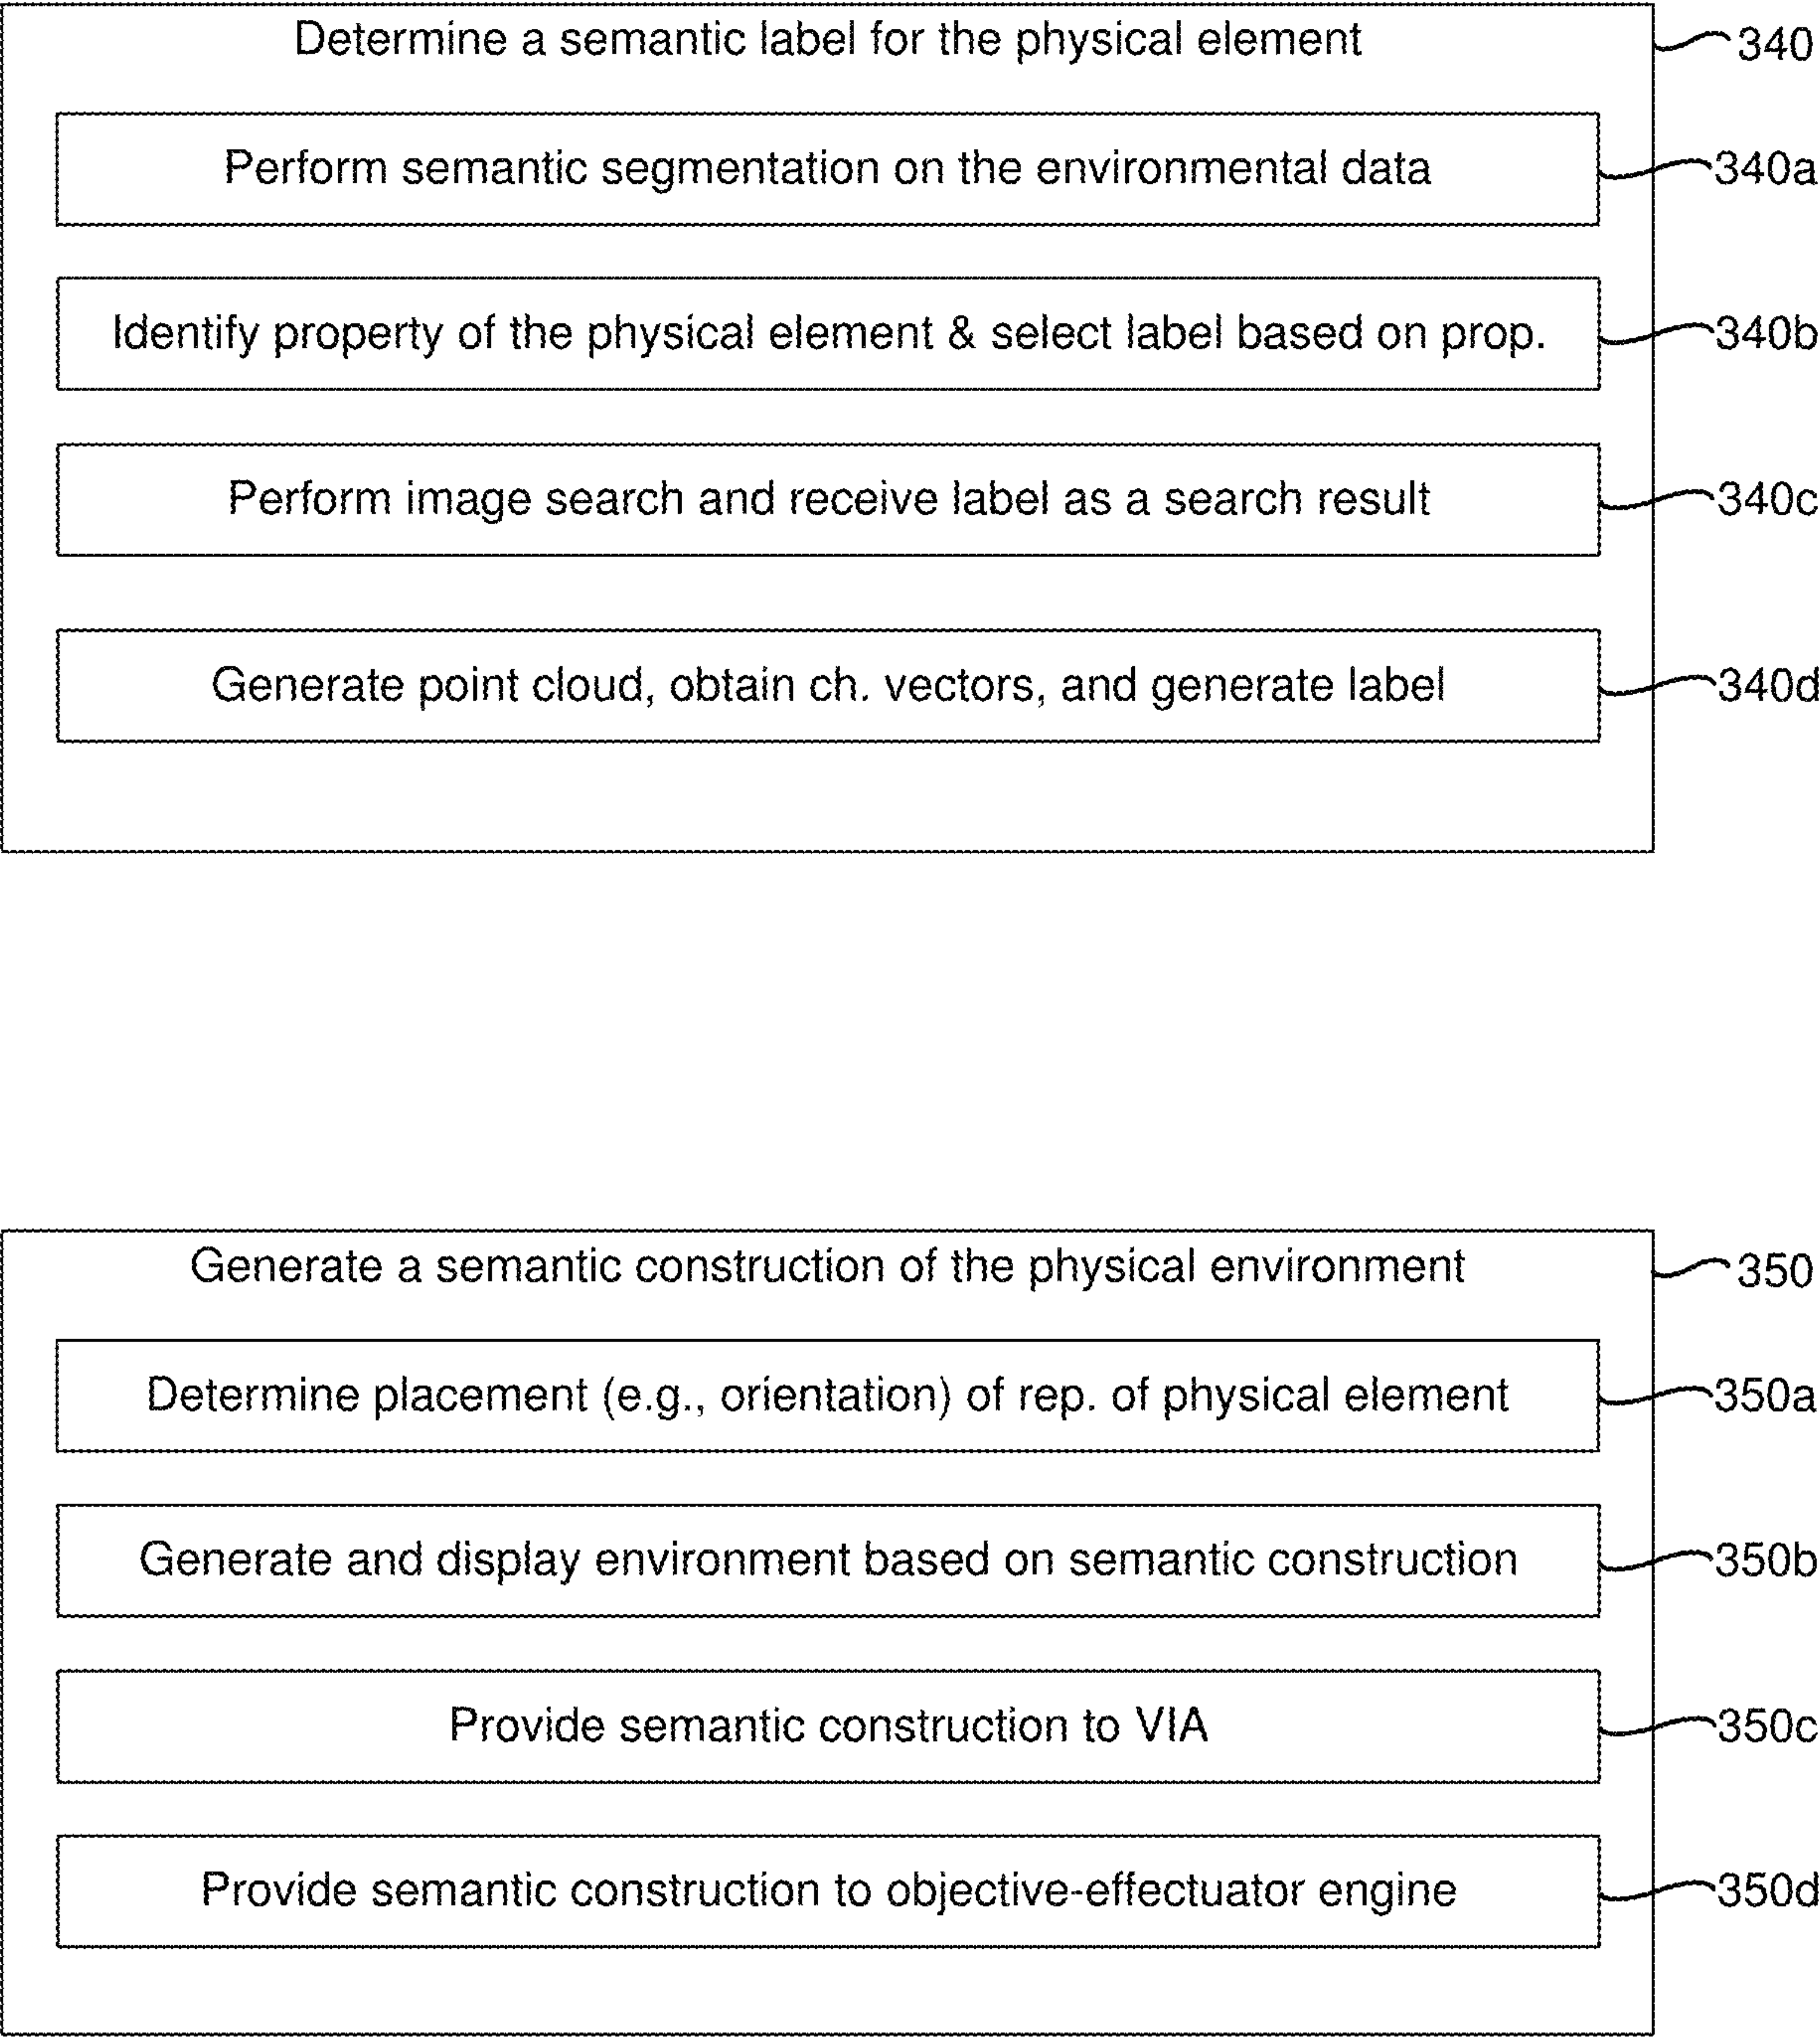 Determine a semantic label for the physical element 340
Perform semantic segmentation on the environmental data 340a
Identify property of the physical element & select label based on prop. 340b
Perform image search and receive label as a search result 340c
Generate point cloud, obtain ch. vectors, and generate label 340d
Generate a semantic construction of the physical environment 350
Determine placement (e.g., orientation) of rep. of physical element 350a
Generate and display environment based on semantic construction 350b
Provide semantic construction to VIA 350c
Provide semantic construction to objective-effectuator engine 350d